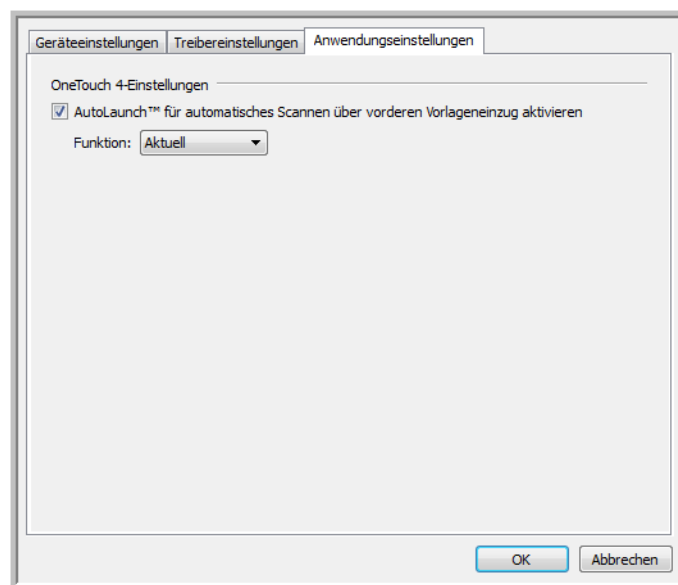 Geräteeinstellungen Treibereinstellungen Anwendungseinstellungen
OneTouch 4-Einstellungen
AutoLaunch™ für automatisches Scannen über vorderen Vorlageneinzug aktivieren
Funktion: Aktuell
OK Abbrechen